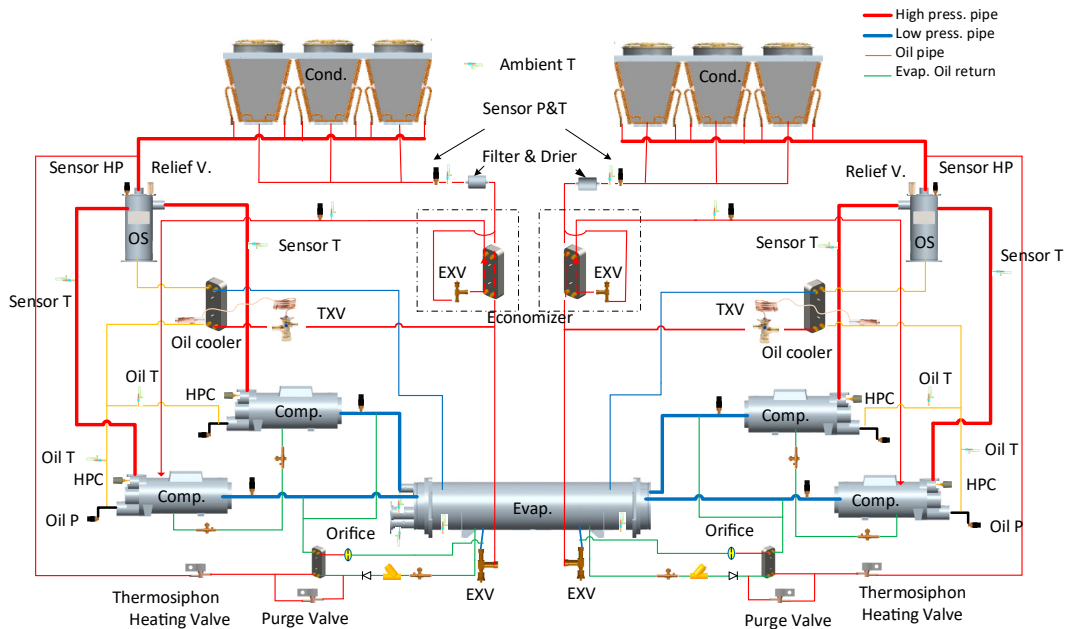 High press. pipe
Low press. pipe
Oil pipe
Evap. Oil return
Cond.
Ambient T
Cond.
Sensor P&T
Filter & Drier
Sensor HP
Relief V.
Relief V.
Sensor HP
OS
OS
Sensor T
Sensor T
Sensor T
Sensor T
EXV
EXV
Economizer
TXV
TXV
Oil cooler
Oil cooler
Oil T
HPC
Comp.
Comp.
HPC
Oil T
Oil T
HPC
Comp.
Evap.
Comp.
HPC
Oil T
Oil P
Oil P
Orifice
Orifice
EXV
EXV
Thermosiphon
Heating Valve
Purge Valve
Purge Valve
Thermosiphon
Heating Valve